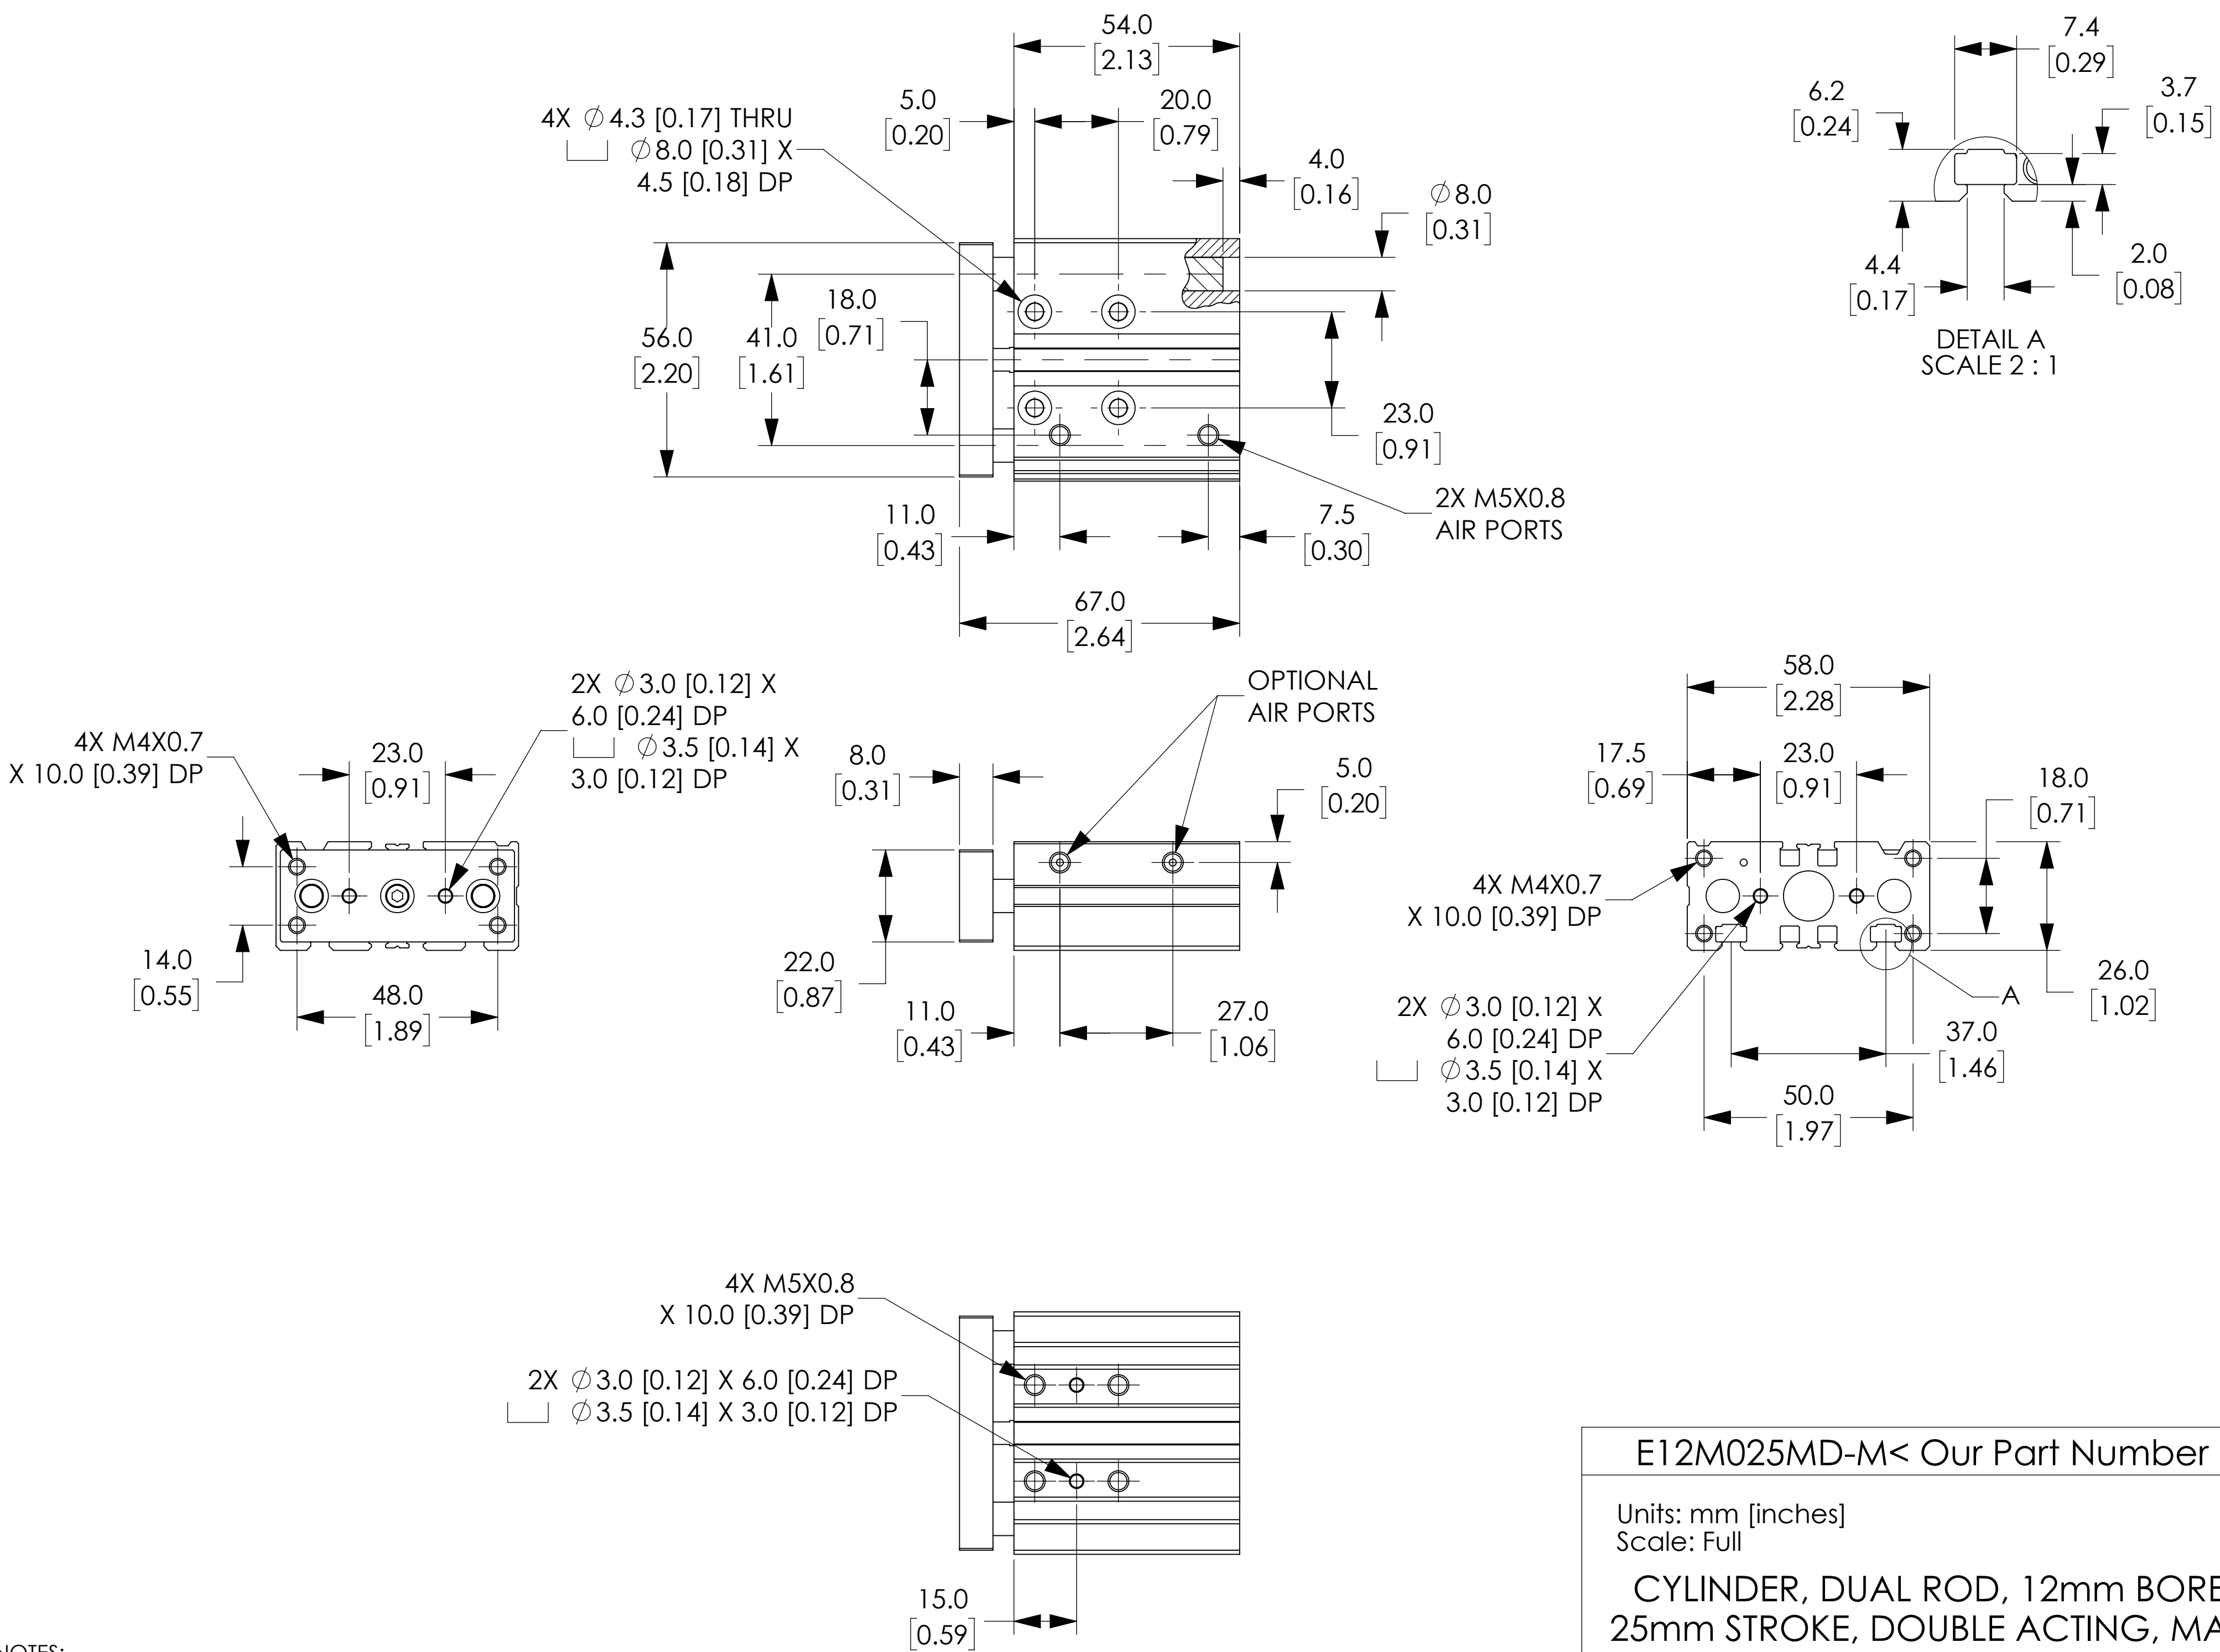 54.0
[2.13]
5.0
[0.20]
20.0
[0.79]
4X ∅4.3 [0.17] THRU
⌴ ∅8.0 [0.31] X
4.5 [0.18] DP
4.0
[0.16]
∅8.0
[0.31]
18.0
[0.71]
56.0
[2.20]
41.0
[1.61]
23.0
[0.91]
2X M5X0.8
AIR PORTS
11.0
[0.43]
7.5
[0.30]
67.0
[2.64]
7.4
[0.29]
6.2
[0.24]
3.7
[0.15]
4.4
[0.17]
2.0
[0.08]
DETAIL A
SCALE 2 : 1
2X ∅3.0 [0.12] X
6.0 [0.24] DP
⌴ ∅3.5 [0.14] X
3.0 [0.12] DP
4X M4X0.7
X 10.0 [0.39] DP
23.0
[0.91]
14.0
[0.55]
48.0
[1.89]
OPTIONAL
AIR PORTS
8.0
[0.31]
5.0
[0.20]
22.0
[0.87]
11.0
[0.43]
27.0
[1.06]
58.0
[2.28]
17.5
[0.69]
23.0
[0.91]
18.0
[0.71]
4X M4X0.7
X 10.0 [0.39] DP
2X ∅3.0 [0.12] X
6.0 [0.24] DP
⌴ ∅3.5 [0.14] X
3.0 [0.12] DP
A
26.0
[1.02]
37.0
[1.46]
50.0
[1.97]
4X M5X0.8
X 10.0 [0.39] DP
2X ∅3.0 [0.12] X 6.0 [0.24] DP
⌴ ∅3.5 [0.14] X 3.0 [0.12] DP
15.0
[0.59]
E12M025MD-M< Our Part Number
Units: mm [inches]
Scale: Full
CYLINDER, DUAL ROD, 12mm BORE
25mm STROKE, DOUBLE ACTING, MA
NOTES: